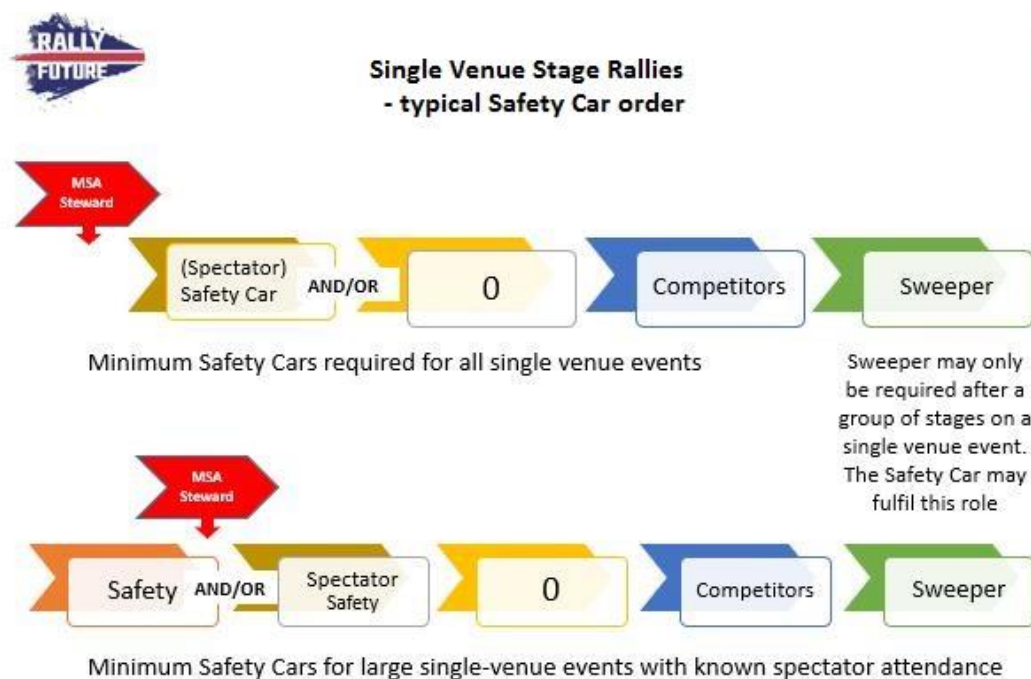 RALLY
FUTURE
Single Venue Stage Rallies
- typical Safety Car order
MSA
Steward
(Spectator)
Safety Car
AND/OR
0
Competitors
Sweeper
Minimum Safety Cars required for all single venue events
Sweeper may only
be required after a
group of stages on a
single venue event.
The Safety Car may
fulfil this role
MSA
Steward
Safety
AND/OR
Spectator
Safety
0
Competitors
Sweeper
Minimum Safety Cars for large single-venue events with known spectator attendance